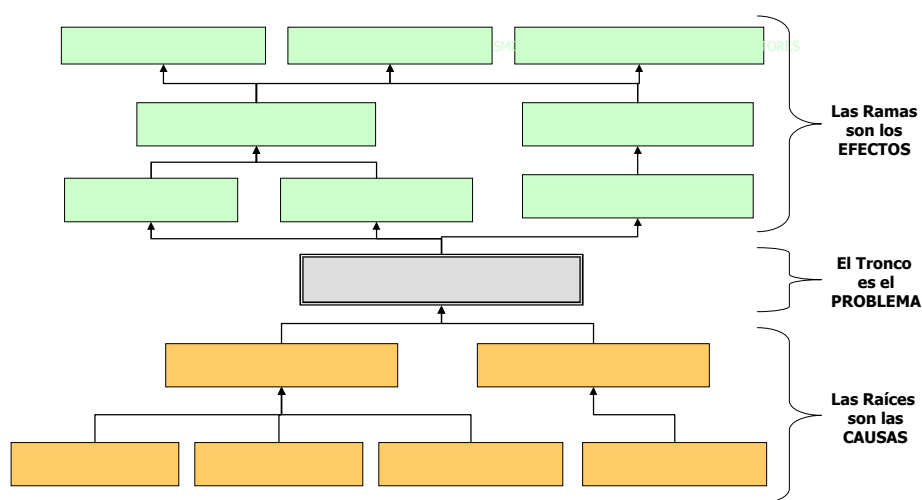 Las Ramas
son los
EFECTOS
El Tronco
es el
PROBLEMA
Las Raíces
son las
CAUSAS